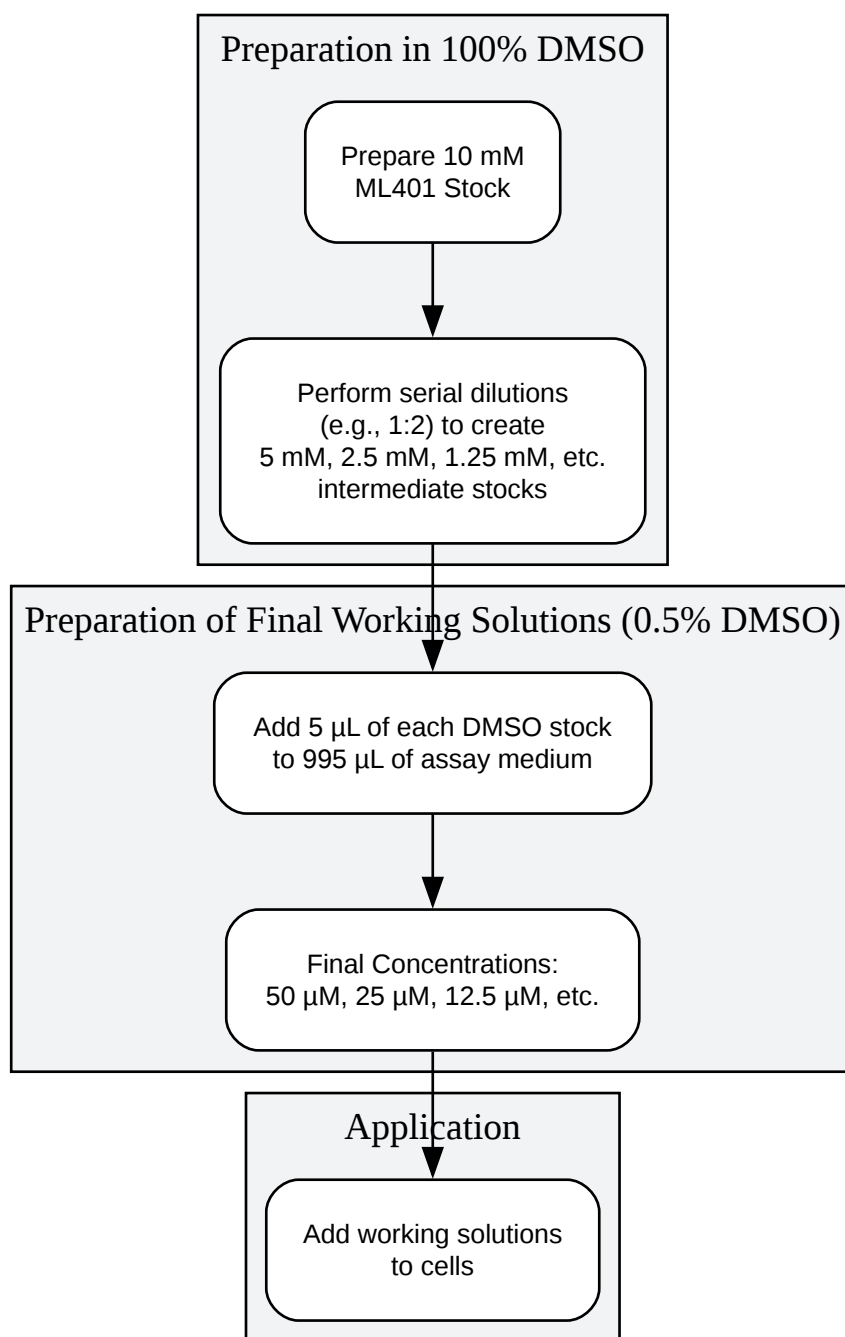 Preparation in 100% DMSO
Prepare 10 mM
ML401 Stock
Perform serial dilutions
(e.g., 1:2) to create
5 mM, 2.5 mM, 1.25 mM, etc.
intermediate stocks
Preparation of Final Working Solutions (0.5% DMSO)
Add 5 µL of each DMSO stock
to 995 µL of assay medium
Final Concentrations:
50 µM, 25 µM, 12.5 µM, etc.
Application
Add working solutions
to cells